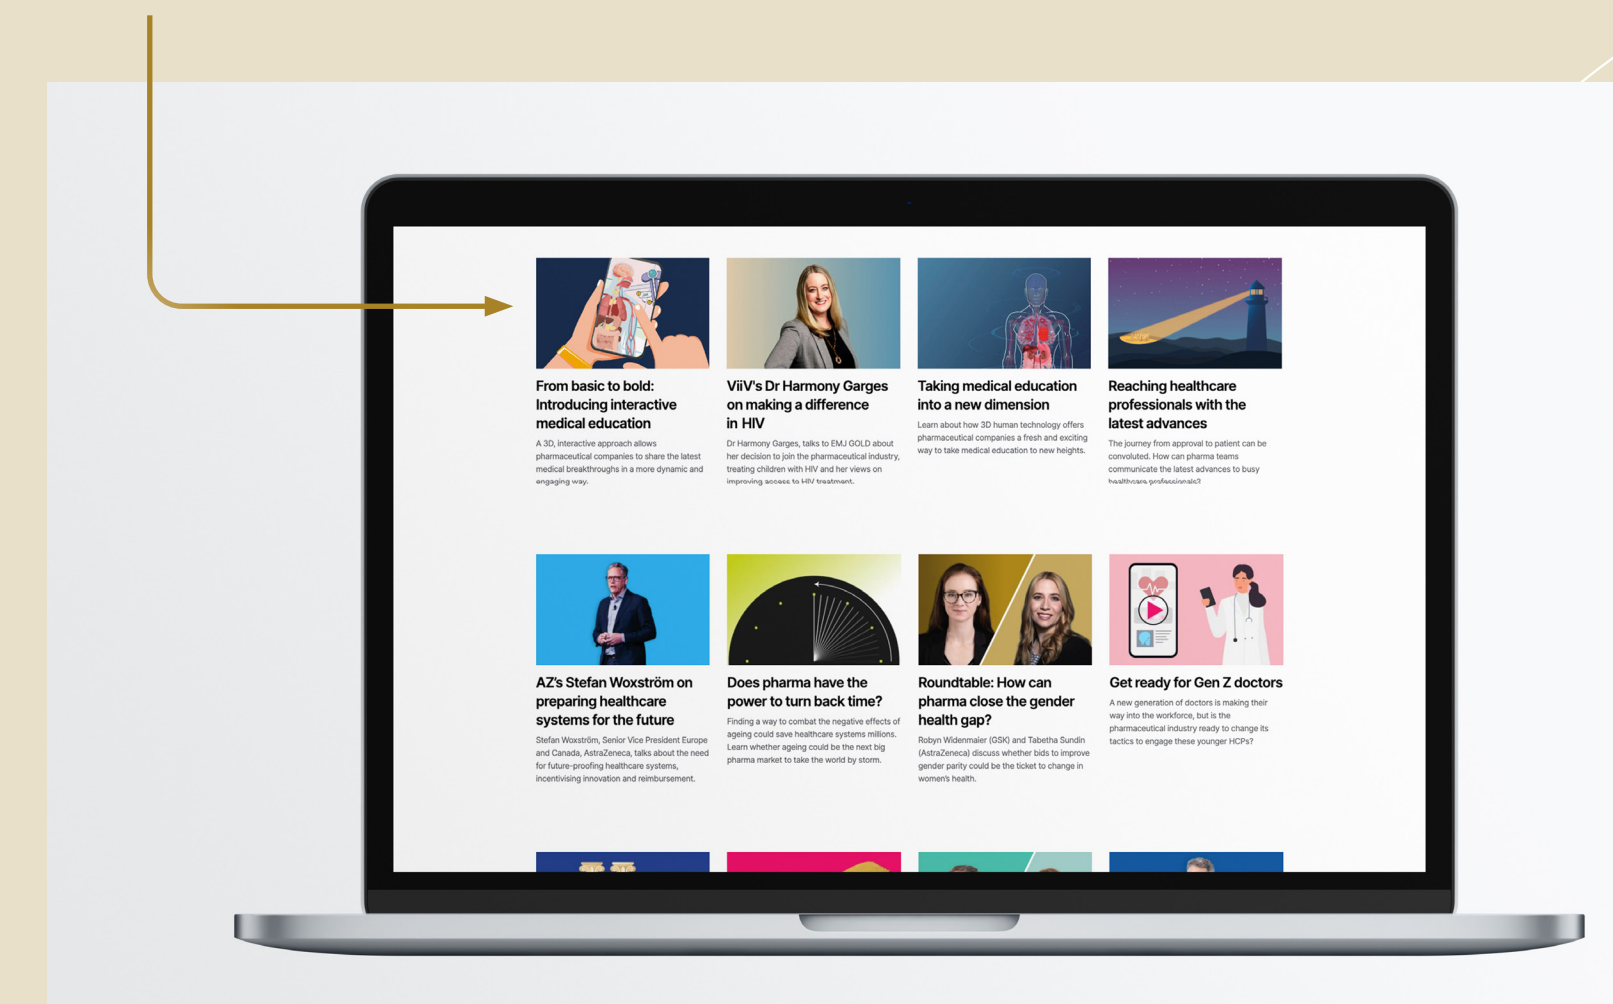 From basic to bold:
Introducing interactive
medical education
A 3D, interactive approach allows
pharmaceutical companies to share the latest
medical breakthroughs in a more dynamic and
engaging way.
ViiV's Dr Harmony Garges
on making a difference
in HIV
Dr Harmony Garges, talks to EMJ GOLD about
her decision to join the pharmaceutical industry,
treating children with HIV and her views on
improving access to HIV treatment.
Taking medical education
into a new dimension
Learn about how 3D human technology offers
pharmaceutical companies a fresh and exciting
way to take medical education to new heights.
Reaching healthcare
professionals with the
latest advances
The journey from approval to patient can be
convoluted. How can pharma teams
communicate the latest advances to busy
healthcare professionals?
AZ's Stefan Woxström on
preparing healthcare
systems for the future
Stefan Woxström, Senior Vice President Europe
and Canada, AstraZeneca, talks about the need
for future-proofing healthcare systems,
incentivising innovation and reimbursement.
Does pharma have the
power to turn back time?
Finding a way to combat the negative effects of
ageing could save healthcare systems millions.
Learn whether ageing could be the next big
pharma market to take the world by storm.
Roundtable: How can
pharma close the gender
health gap?
Robyn Widenmaier (GSK) and Tabetha Sundin
(AstraZeneca) discuss whether bids to improve
gender parity could be the ticket to change in
women's health.
Get ready for Gen Z doctors
A new generation of doctors is making their
way into the workforce, but is the
pharmaceutical industry ready to change its
tactics to engage these younger HCPs?